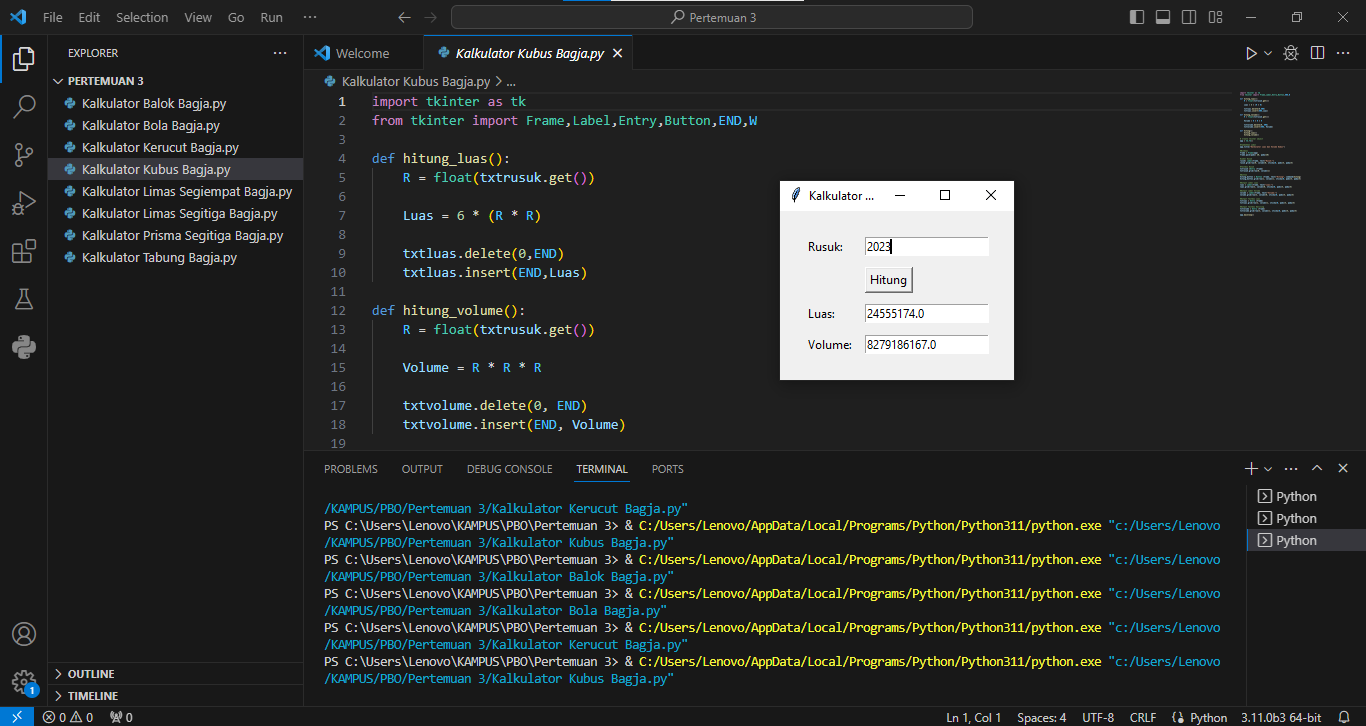 File Edit Selection View Go Run ···
Pertemuan 3
EXPLORER ···
PERTEMUAN 3
Kalkulator Balok Bagja.py
Kalkulator Bola Bagja.py
Kalkulator Kerucut Bagja.py
Kalkulator Kubus Bagja.py
Kalkulator Limas Segiempat Bagja.py
Kalkulator Limas Segitiga Bagja.py
Kalkulator Prisma Segitiga Bagja.py
Kalkulator Tabung Bagja.py
OUTLINE
TIMELINE
1
Welcome
Kalkulator Kubus Bagja.py
Kalkulator Kubus Bagja.py > ...
1 import tkinter as tk
2 from tkinter import Frame,Label,Entry,Button,END,W
3
4 def hitung_luas():
5     R = float(txtrusuk.get())
6
7     Luas = 6 * (R * R)
8
9     txtluas.delete(0,END)
10     txtluas.insert(END,Luas)
11
12 def hitung_volume():
13     R = float(txtrusuk.get())
14
15     Volume = R * R * R
16
17     txtvolume.delete(0, END)
18     txtvolume.insert(END, Volume)
19
Kalkulator ...
Rusuk: 2023
Hitung
Luas: 24555174.0
Volume: 8279186167.0
PROBLEMS OUTPUT DEBUG CONSOLE TERMINAL PORTS
/KAMPUS/PBO/Pertemuan 3/Kalkulator Kerucut Bagja.py"
PS C:\Users\Lenovo\KAMPUS\PBO\Pertemuan 3> & C:/Users/Lenovo/AppData/Local/Programs/Python/Python311/python.exe "c:/Users/Lenovo
/KAMPUS/PBO/Pertemuan 3/Kalkulator Kubus Bagja.py"
PS C:\Users\Lenovo\KAMPUS\PBO\Pertemuan 3> & C:/Users/Lenovo/AppData/Local/Programs/Python/Python311/python.exe "c:/Users/Lenovo
/KAMPUS/PBO/Pertemuan 3/Kalkulator Balok Bagja.py"
PS C:\Users\Lenovo\KAMPUS\PBO\Pertemuan 3> & C:/Users/Lenovo/AppData/Local/Programs/Python/Python311/python.exe "c:/Users/Lenovo
/KAMPUS/PBO/Pertemuan 3/Kalkulator Bola Bagja.py"
PS C:\Users\Lenovo\KAMPUS\PBO\Pertemuan 3> & C:/Users/Lenovo/AppData/Local/Programs/Python/Python311/python.exe "c:/Users/Lenovo
/KAMPUS/PBO/Pertemuan 3/Kalkulator Kerucut Bagja.py"
PS C:\Users\Lenovo\KAMPUS\PBO\Pertemuan 3> & C:/Users/Lenovo/AppData/Local/Programs/Python/Python311/python.exe "c:/Users/Lenovo
/KAMPUS/PBO/Pertemuan 3/Kalkulator Kubus Bagja.py"
Python
Python
Python
0 0 0 Ln 1, Col 1 Spaces: 4 UTF-8 CRLF Python 3.11.0b3 64-bit